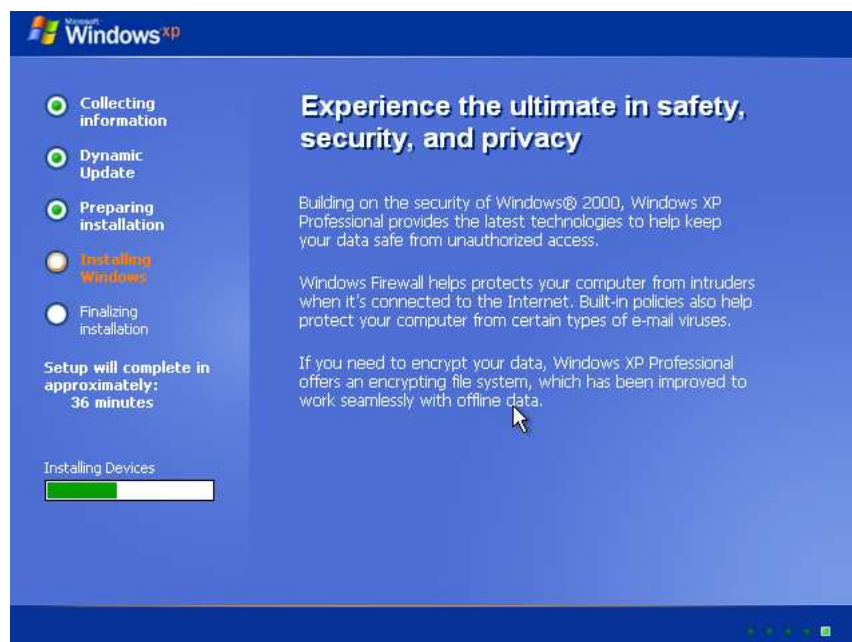 Microsoft
Windows xp
Collecting
information
Dynamic
Update
Preparing
installation
Installing
Windows
Finalizing
installation
Setup will complete in
approximately:
36 minutes
Installing Devices
Experience the ultimate in safety,
security, and privacy
Building on the security of Windows® 2000, Windows XP
Professional provides the latest technologies to help keep
your data safe from unauthorized access.
Windows Firewall helps protects your computer from intruders
when it's connected to the Internet. Built-in policies also help
protect your computer from certain types of e-mail viruses.
If you need to encrypt your data, Windows XP Professional
offers an encrypting file system, which has been improved to
work seamlessly with offline data.